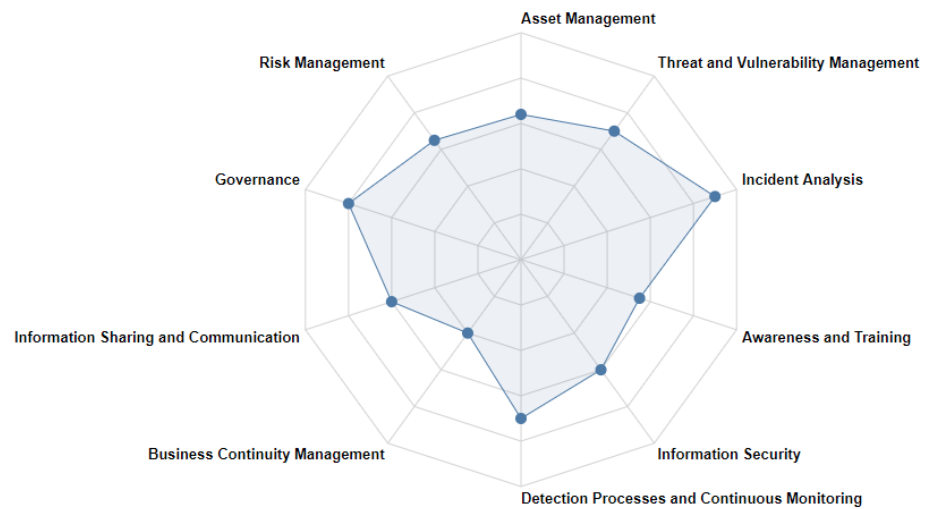 Asset Management
Risk Management
Threat and Vulnerability Management
Governance
Incident Analysis
Information Sharing and Communication
Awareness and Training
Business Continuity Management
Information Security
Detection Processes and Continuous Monitoring